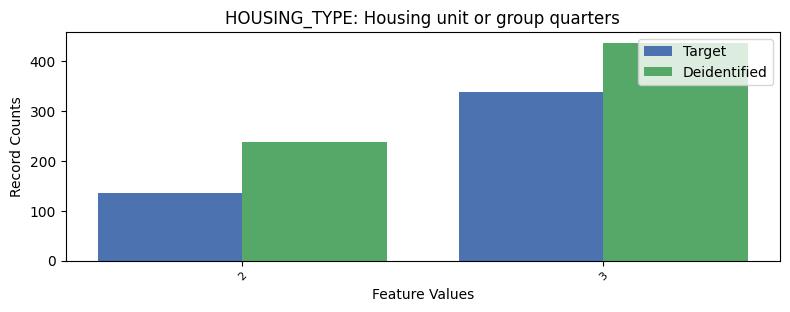 HOUSING_TYPE: Housing unit or group quarters
Target
Deidentified
Record Counts
400
300
200
100
0
2
3
Feature Values